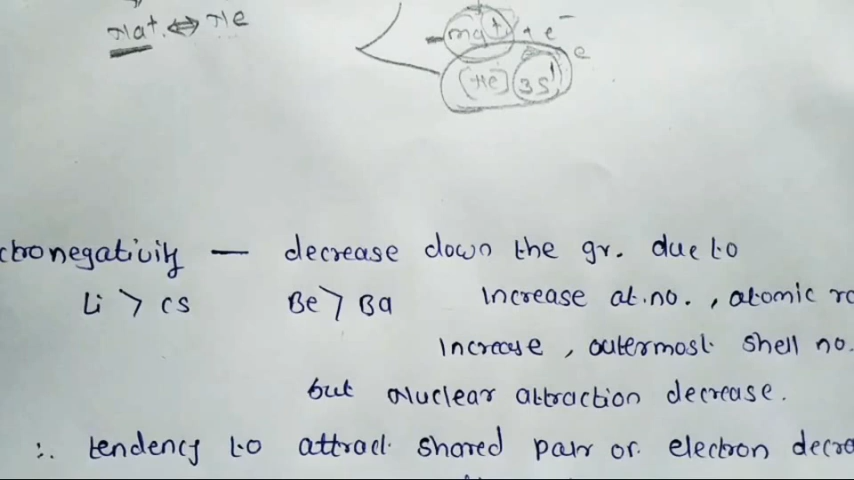 Na⁺ ⇔ Ne
mg⁺ + e⁻
[Ne] 3S¹ e
ctronegativity — decrease down the gr. due to
Li > cs Be > Ba Increase at.no. , atomic ra
Increase , outermost shell no.
but Nuclear attraction decrease.
∴ tendency to attract shared pair or electron decre